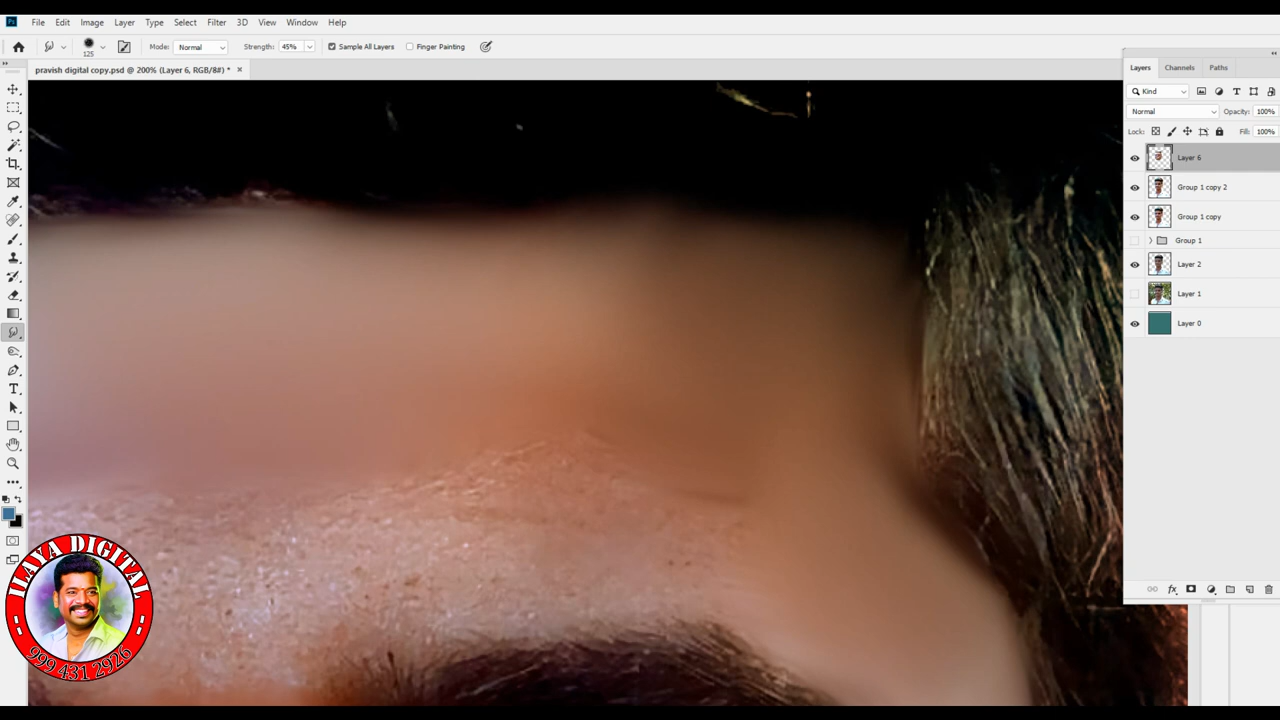 Ps File Edit Image Layer Type Select Filter 3D View Window Help
125 Mode: Normal Strength: 45% Sample All Layers Finger Painting
pravish digital copy.psd @ 200% (Layer 6, RGB/8#) * ×
Layers Channels Paths
Kind
Normal Opacity: 100%
Lock: Fill: 100%
Layer 6
Group 1 copy 2
Group 1 copy
Group 1
Layer 2
Layer 1
Layer 0
fx
ILAYA DIGITAL
999 431 2926